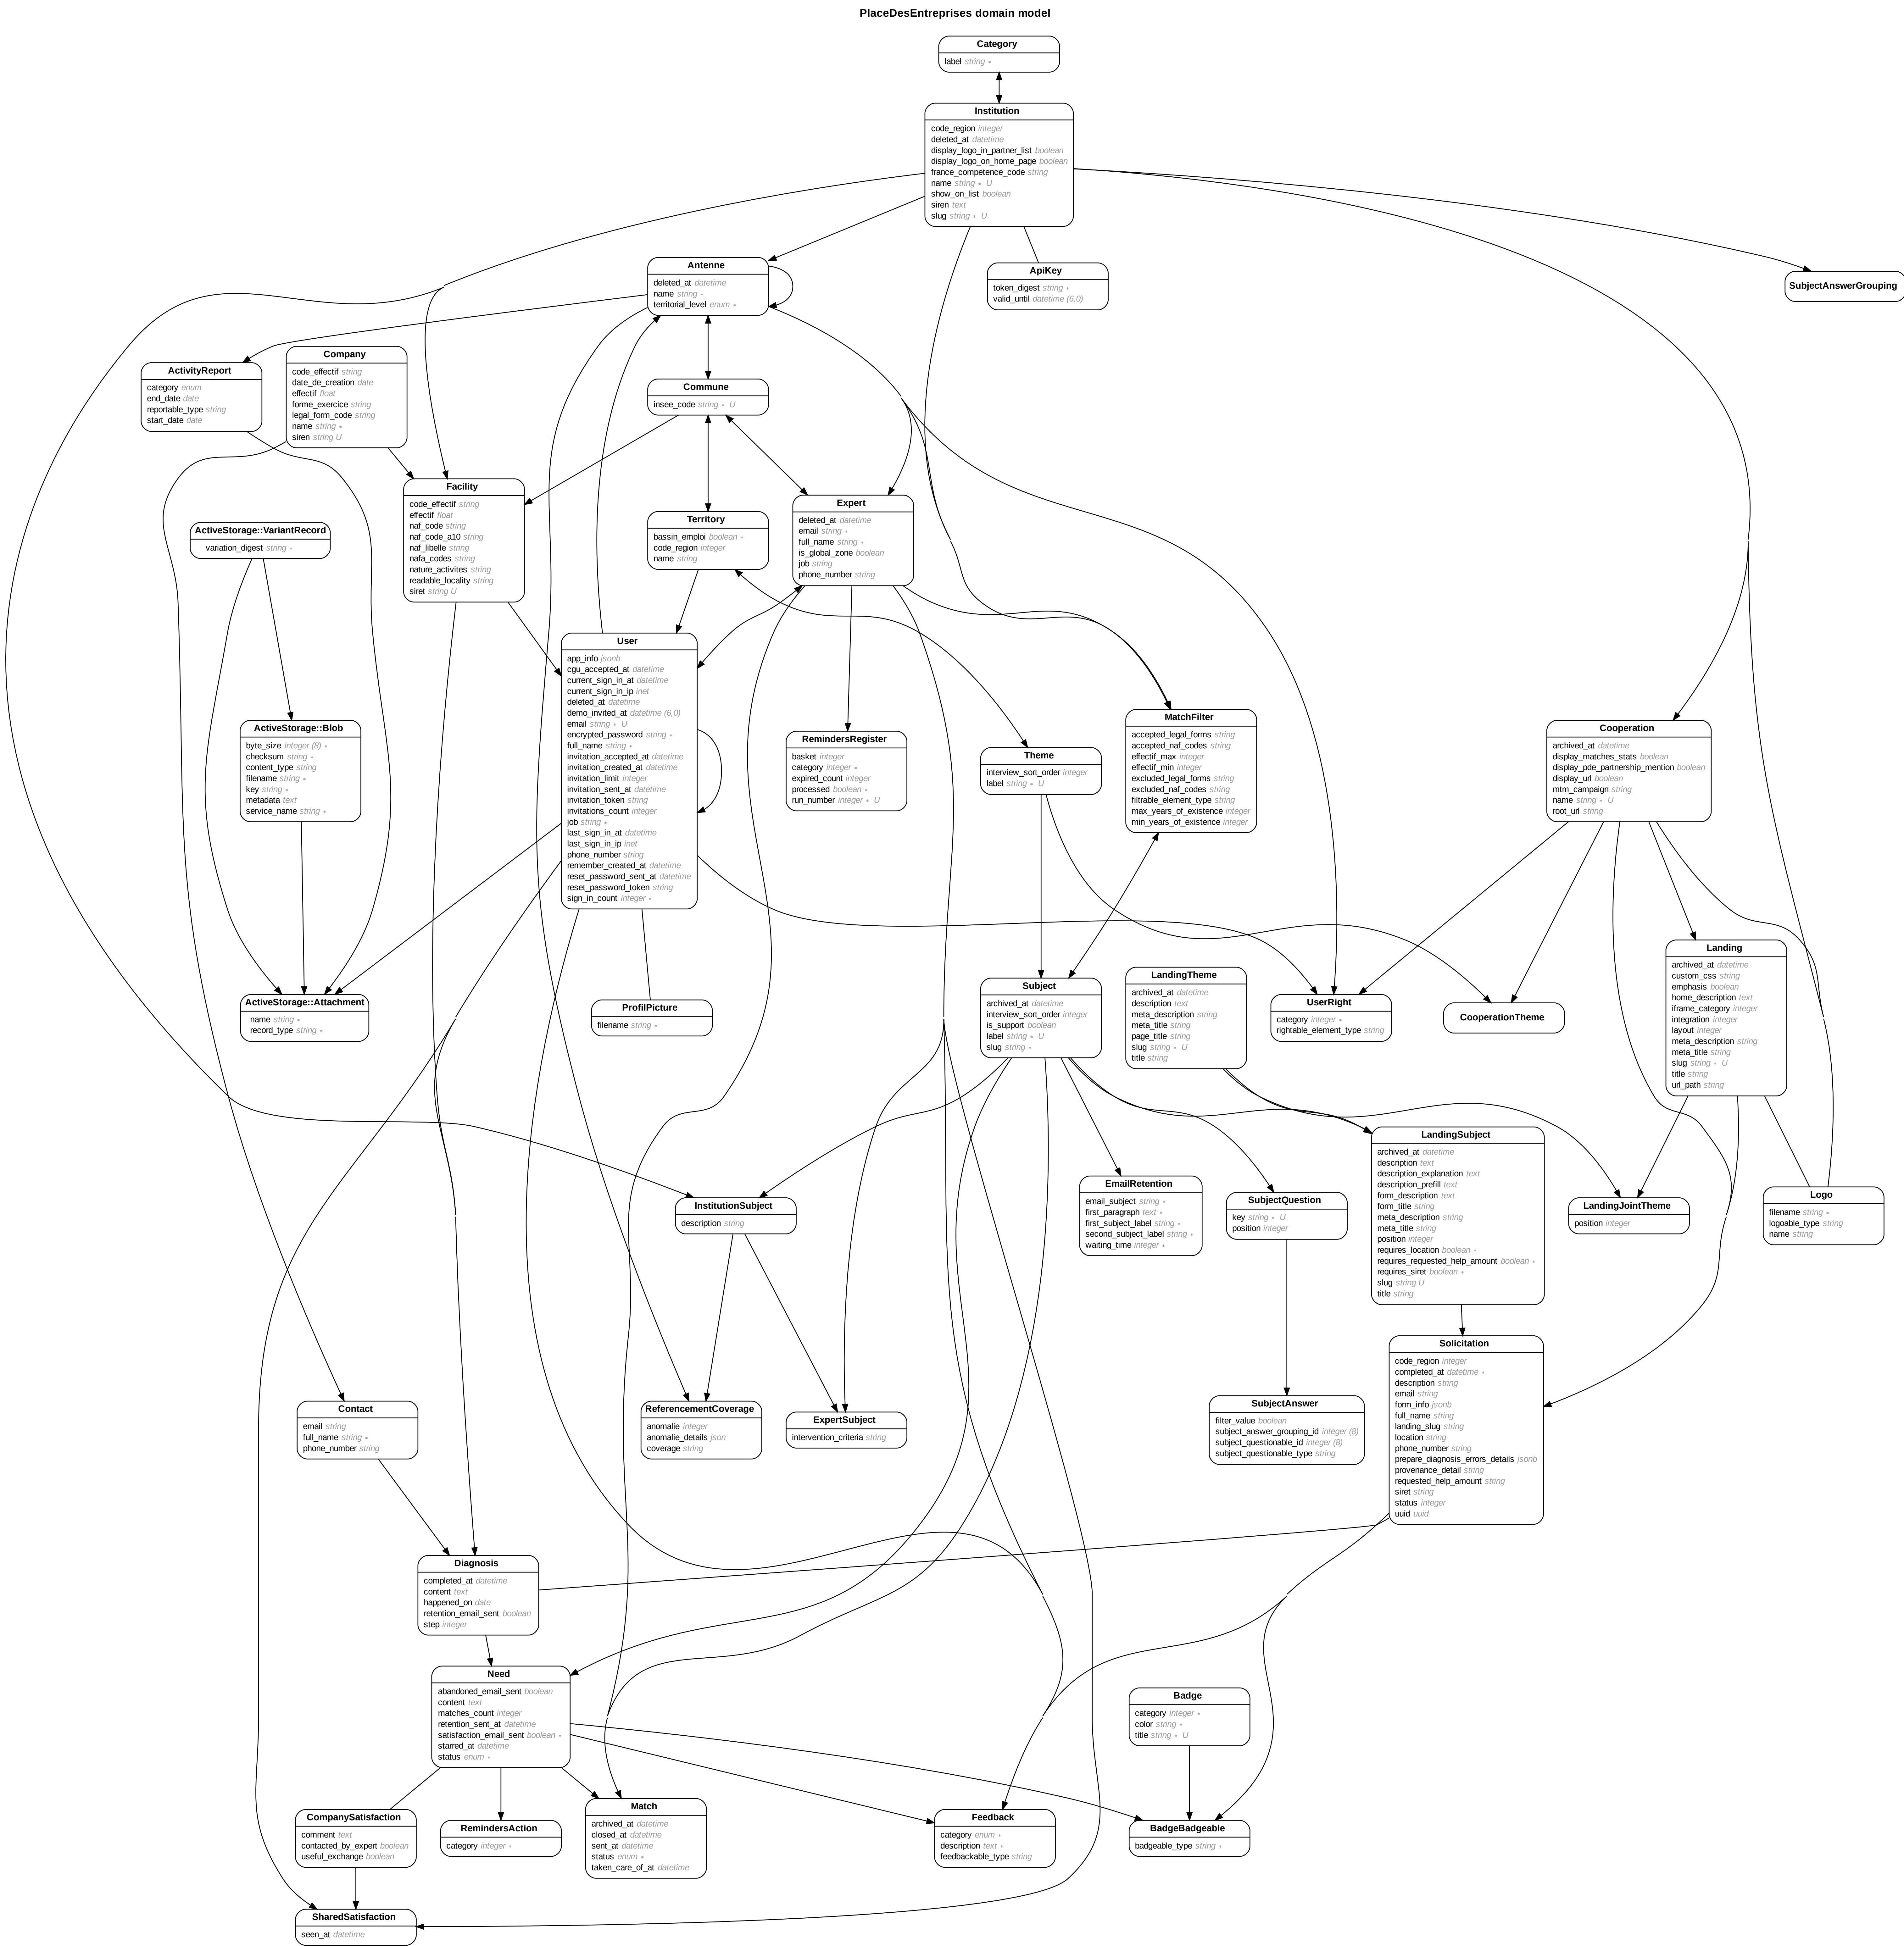 PlaceDesEntreprises domain model
Category
label string ∗
Institution
code_region integer
deleted_at datetime
display_logo_in_partner_list boolean
display_logo_on_home_page boolean
france_competence_code string
name string ∗ U
show_on_list boolean
siren text
slug string ∗ U
Antenne
deleted_at datetime
name string ∗
territorial_level enum ∗
ApiKey
token_digest string ∗
valid_until datetime (6,0)
SubjectAnswerGrouping
ActivityReport
category enum
end_date date
reportable_type string
start_date date
Company
code_effectif string
date_de_creation date
effectif float
forme_exercice string
legal_form_code string
name string ∗
siren string U
Commune
insee_code string ∗ U
Facility
code_effectif string
effectif float
naf_code string
naf_code_a10 string
naf_libelle string
nafa_codes string
nature_activites string
readable_locality string
siret string U
ActiveStorage::VariantRecord
variation_digest string ∗
Territory
bassin_emploi boolean ∗
code_region integer
name string
Expert
deleted_at datetime
email string ∗
full_name string ∗
is_global_zone boolean
job string
phone_number string
User
app_info jsonb
cgu_accepted_at datetime
current_sign_in_at datetime
current_sign_in_ip inet
deleted_at datetime
demo_invited_at datetime (6,0)
email string ∗ U
encrypted_password string ∗
full_name string ∗
invitation_accepted_at datetime
invitation_created_at datetime
invitation_limit integer
invitation_sent_at datetime
invitation_token string
invitations_count integer
job string ∗
last_sign_in_at datetime
last_sign_in_ip inet
phone_number string
remember_created_at datetime
reset_password_sent_at datetime
reset_password_token string
sign_in_count integer ∗
ActiveStorage::Blob
byte_size integer (8) ∗
checksum string ∗
content_type string
filename string ∗
key string ∗
metadata text
service_name string ∗
RemindersRegister
basket integer
category integer ∗
expired_count integer
processed boolean ∗
run_number integer ∗ U
Theme
interview_sort_order integer
label string ∗ U
MatchFilter
accepted_legal_forms string
accepted_naf_codes string
effectif_max integer
effectif_min integer
excluded_legal_forms string
excluded_naf_codes string
filtrable_element_type string
max_years_of_existence integer
min_years_of_existence integer
Cooperation
archived_at datetime
display_matches_stats boolean
display_pde_partnership_mention boolean
display_url boolean
mtm_campaign string
name string ∗ U
root_url string
Landing
archived_at datetime
custom_css string
emphasis boolean
home_description text
iframe_category integer
integration integer
layout integer
meta_description string
meta_title string
slug string ∗ U
title string
url_path string
ActiveStorage::Attachment
name string ∗
record_type string ∗
ProfilPicture
filename string ∗
Subject
archived_at datetime
interview_sort_order integer
is_support boolean
label string ∗ U
slug string ∗
LandingTheme
archived_at datetime
description text
meta_description string
meta_title string
page_title string
slug string ∗ U
title string
UserRight
category integer ∗
rightable_element_type string
CooperationTheme
LandingSubject
archived_at datetime
description text
description_explanation text
description_prefill text
form_description text
form_title string
meta_description string
meta_title string
position integer
requires_location boolean ∗
requires_requested_help_amount boolean ∗
requires_siret boolean ∗
slug string U
title string
InstitutionSubject
description string
EmailRetention
email_subject string ∗
first_paragraph text ∗
first_subject_label string ∗
second_subject_label string ∗
waiting_time integer ∗
SubjectQuestion
key string ∗ U
position integer
LandingJointTheme
position integer
Logo
filename string ∗
logoable_type string
name string
Solicitation
code_region integer
completed_at datetime ∗
description string
email string
form_info jsonb
full_name string
landing_slug string
location string
phone_number string
prepare_diagnosis_errors_details jsonb
provenance_detail string
requested_help_amount string
siret string
status integer
uuid uuid
Contact
email string
full_name string ∗
phone_number string
ReferencementCoverage
anomalie integer
anomalie_details json
coverage string
ExpertSubject
intervention_criteria string
SubjectAnswer
filter_value boolean
subject_answer_grouping_id integer (8)
subject_questionable_id integer (8)
subject_questionable_type string
Diagnosis
completed_at datetime
content text
happened_on date
retention_email_sent boolean
step integer
Need
abandoned_email_sent boolean
content text
matches_count integer
retention_sent_at datetime
satisfaction_email_sent boolean ∗
starred_at datetime
status enum ∗
Badge
category integer ∗
color string ∗
title string ∗ U
CompanySatisfaction
comment text
contacted_by_expert boolean
useful_exchange boolean
RemindersAction
category integer ∗
Match
archived_at datetime
closed_at datetime
sent_at datetime
status enum ∗
taken_care_of_at datetime
Feedback
category enum ∗
description text ∗
feedbackable_type string
BadgeBadgeable
badgeable_type string ∗
SharedSatisfaction
seen_at datetime